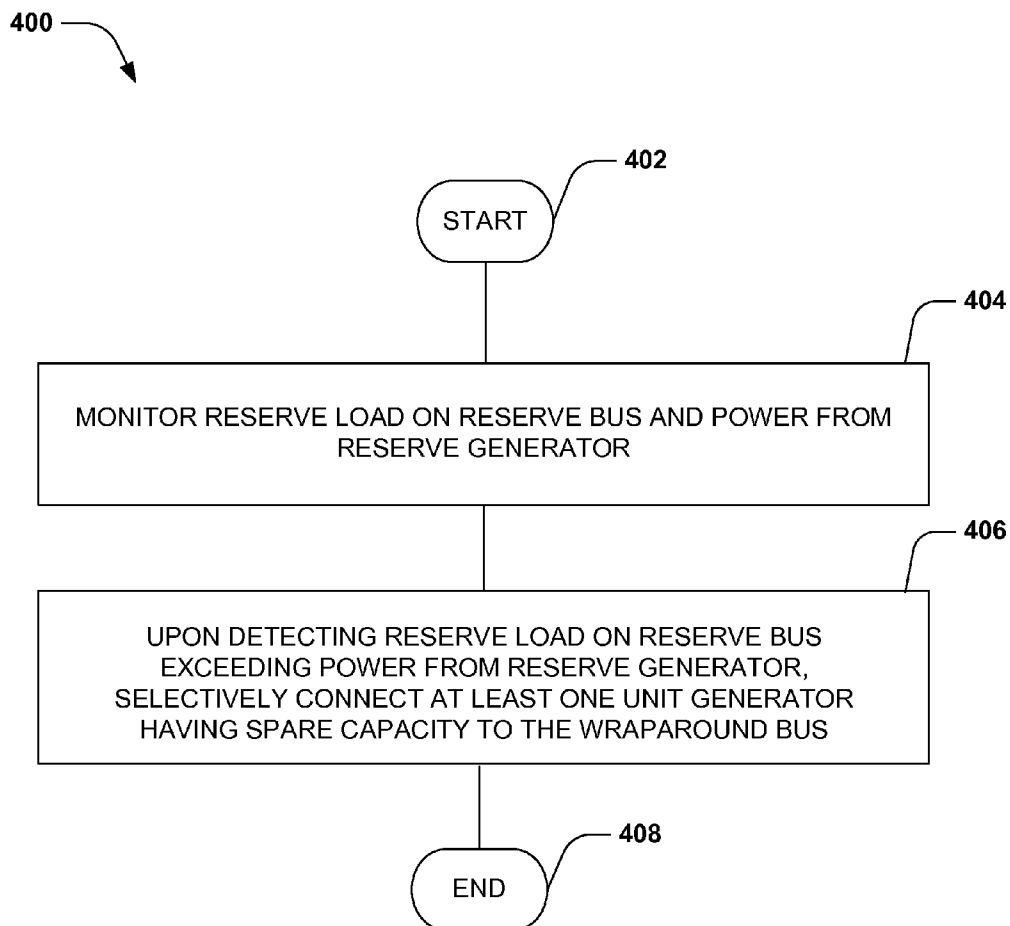 400
402
START
404
MONITOR RESERVE LOAD ON RESERVE BUS AND POWER FROM
RESERVE GENERATOR
406
UPON DETECTING RESERVE LOAD ON RESERVE BUS
EXCEEDING POWER FROM RESERVE GENERATOR,
SELECTIVELY CONNECT AT LEAST ONE UNIT GENERATOR
HAVING SPARE CAPACITY TO THE WRAPAROUND BUS
408
END